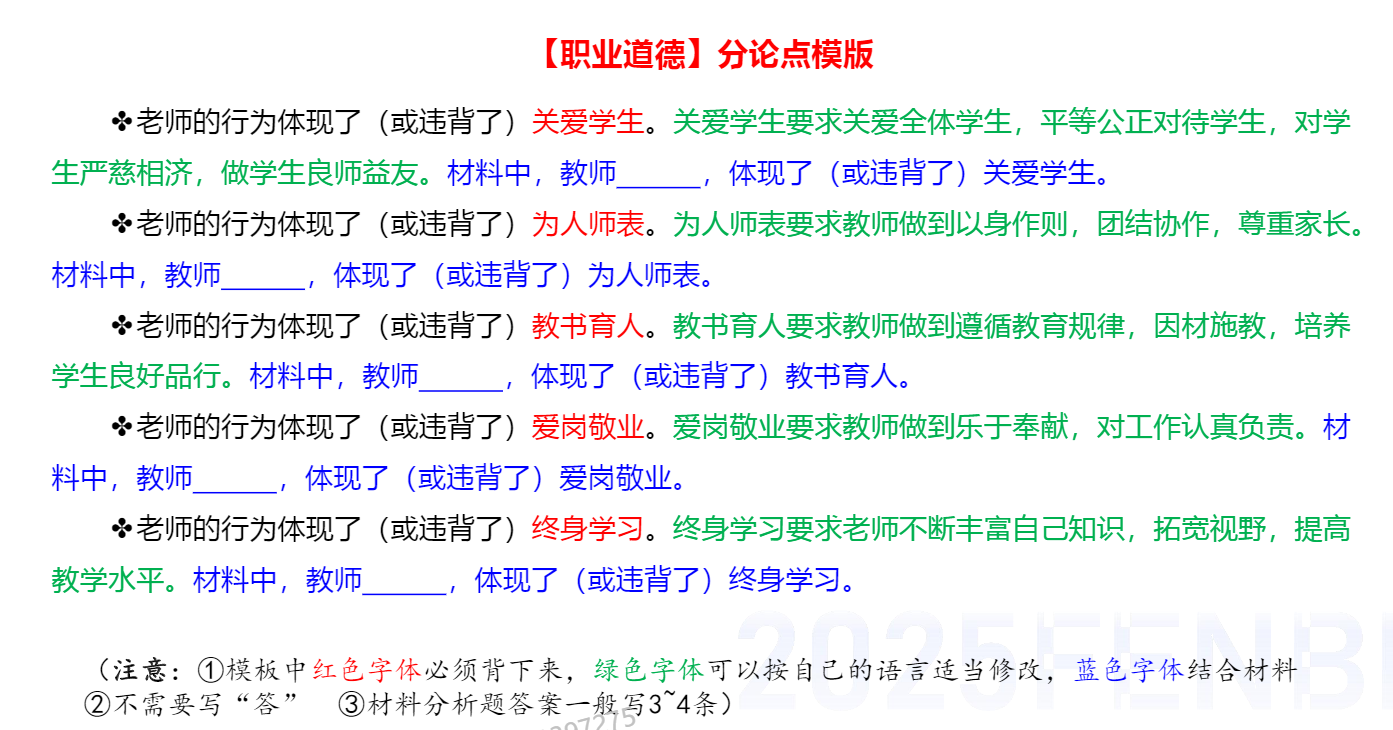 【职业道德】分论点模版
✤老师的行为体现了（或违背了）关爱学生。关爱学生要求关爱全体学生，平等公正对待学生，对学
生严慈相济，做学生良师益友。材料中，教师______，体现了（或违背了）关爱学生。
✤老师的行为体现了（或违背了）为人师表。为人师表要求教师做到以身作则，团结协作，尊重家长。
材料中，教师______，体现了（或违背了）为人师表。
✤老师的行为体现了（或违背了）教书育人。教书育人要求教师做到遵循教育规律，因材施教，培养
学生良好品行。材料中，教师______，体现了（或违背了）教书育人。
✤老师的行为体现了（或违背了）爱岗敬业。爱岗敬业要求教师做到乐于奉献，对工作认真负责。材
料中，教师______，体现了（或违背了）爱岗敬业。
✤老师的行为体现了（或违背了）终身学习。终身学习要求老师不断丰富自己知识，拓宽视野，提高
教学水平。材料中，教师______，体现了（或违背了）终身学习。
2025FENB
（注意：①模板中红色字体必须背下来，绿色字体可以按自己的语言适当修改，蓝色字体结合材料
②不需要写“答”　③材料分析题答案一般写3~4条）